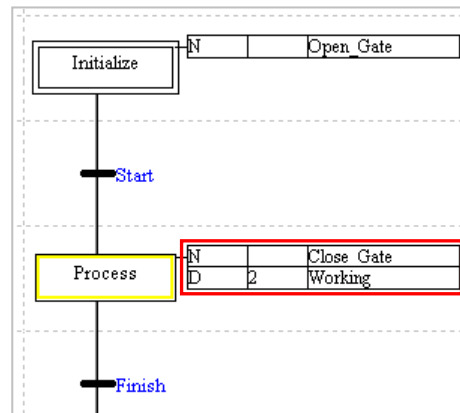 N Open_Gate
Initialize
Start
N Close_Gate
Process
D 2 Working
Finish